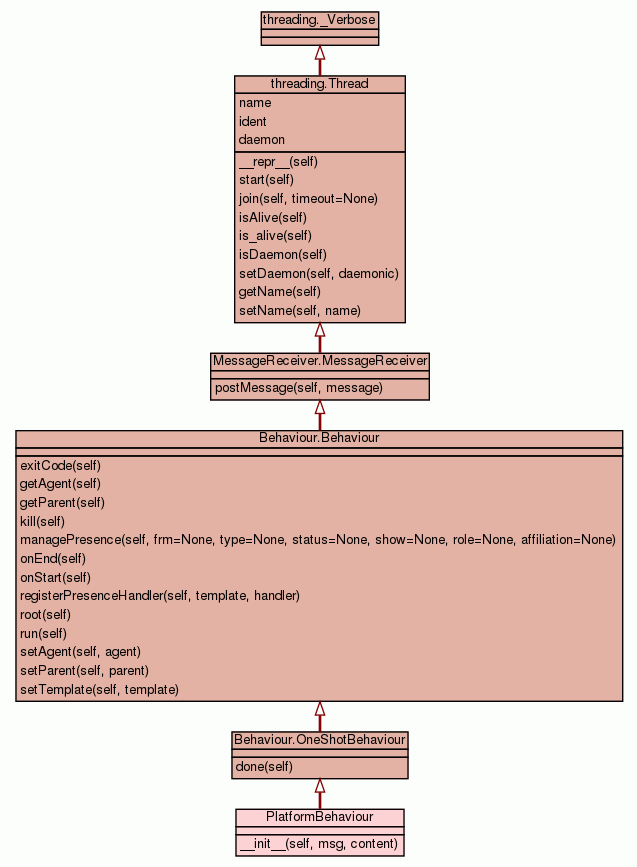 threading._Verbose
threading.Thread
name
ident
daemon
__repr__(self)
start(self)
join(self, timeout=None)
isAlive(self)
is_alive(self)
isDaemon(self)
setDaemon(self, daemonic)
getName(self)
setName(self, name)
MessageReceiver.MessageReceiver
postMessage(self, message)
Behaviour.Behaviour
exitCode(self)
getAgent(self)
getParent(self)
kill(self)
managePresence(self, frm=None, type=None, status=None, show=None, role=None, affiliation=None)
onEnd(self)
onStart(self)
registerPresenceHandler(self, template, handler)
root(self)
run(self)
setAgent(self, agent)
setParent(self, parent)
setTemplate(self, template)
Behaviour.OneShotBehaviour
done(self)
PlatformBehaviour
__init__(self, msg, content)